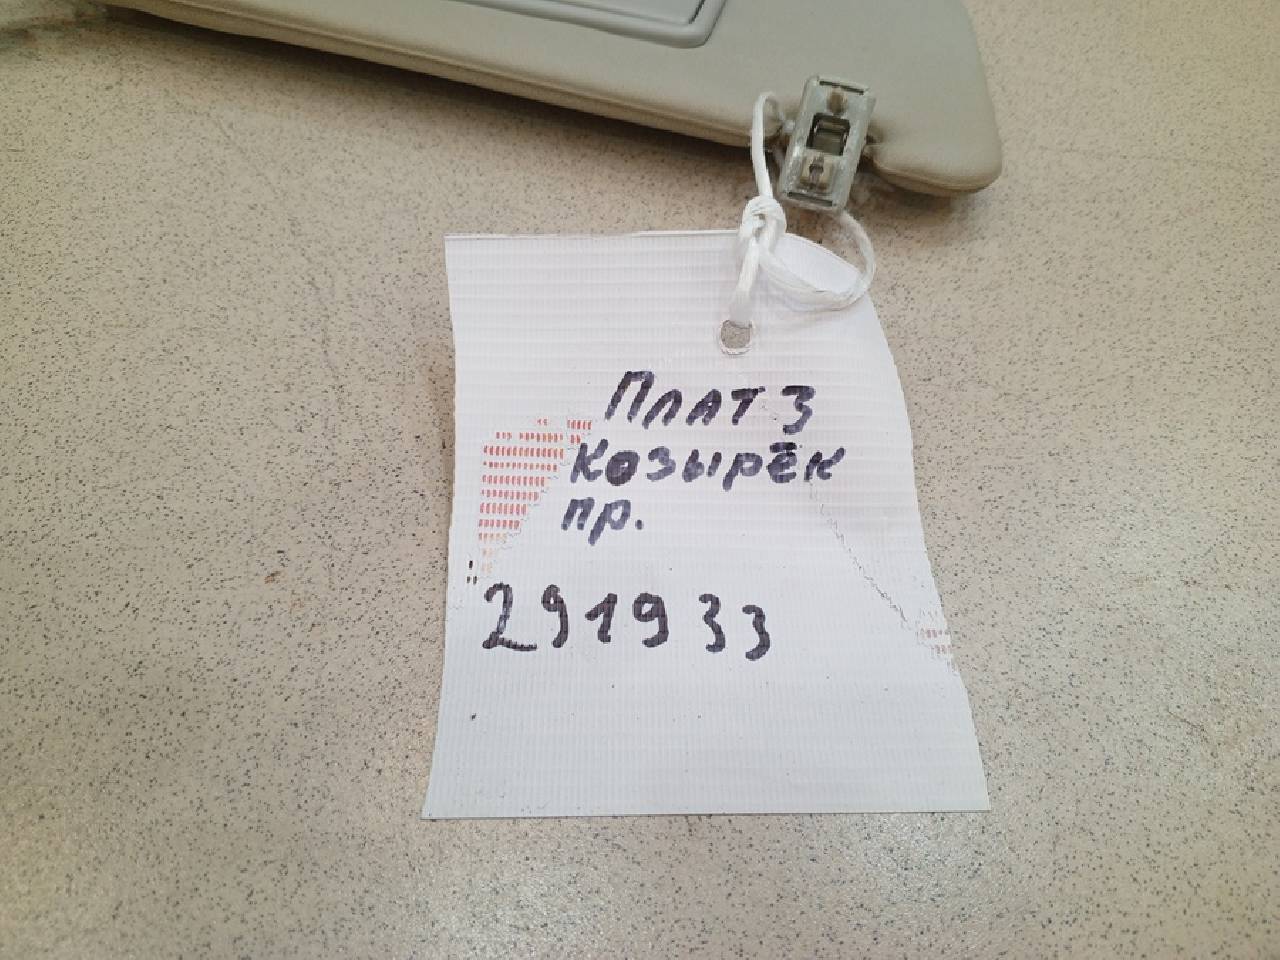 Плат 3
Козырёк
пр.
291933